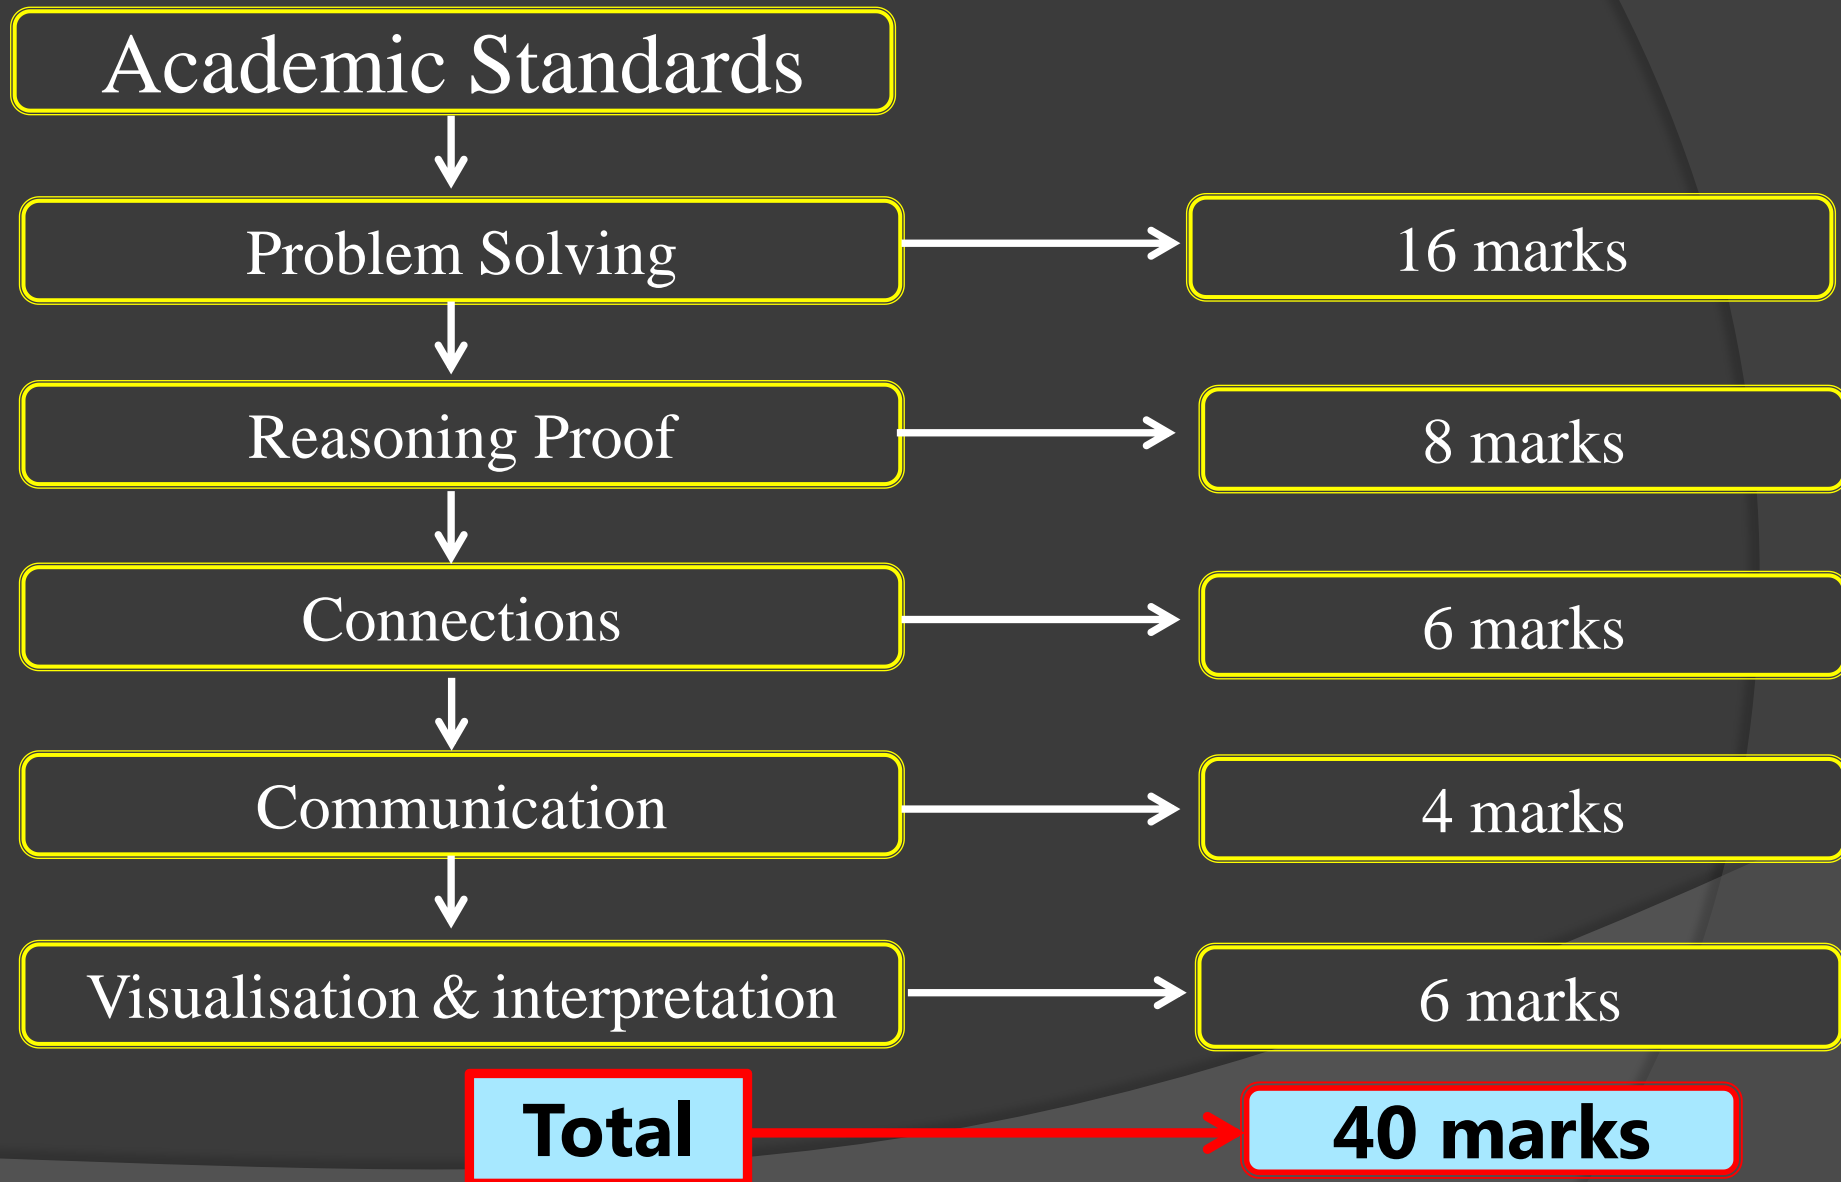 Academic Standards
Problem Solving
16 marks
Reasoning Proof
8 marks
Connections
6 marks
Communication
4 marks
Visualisation & interpretation
6 marks
Total
40 marks